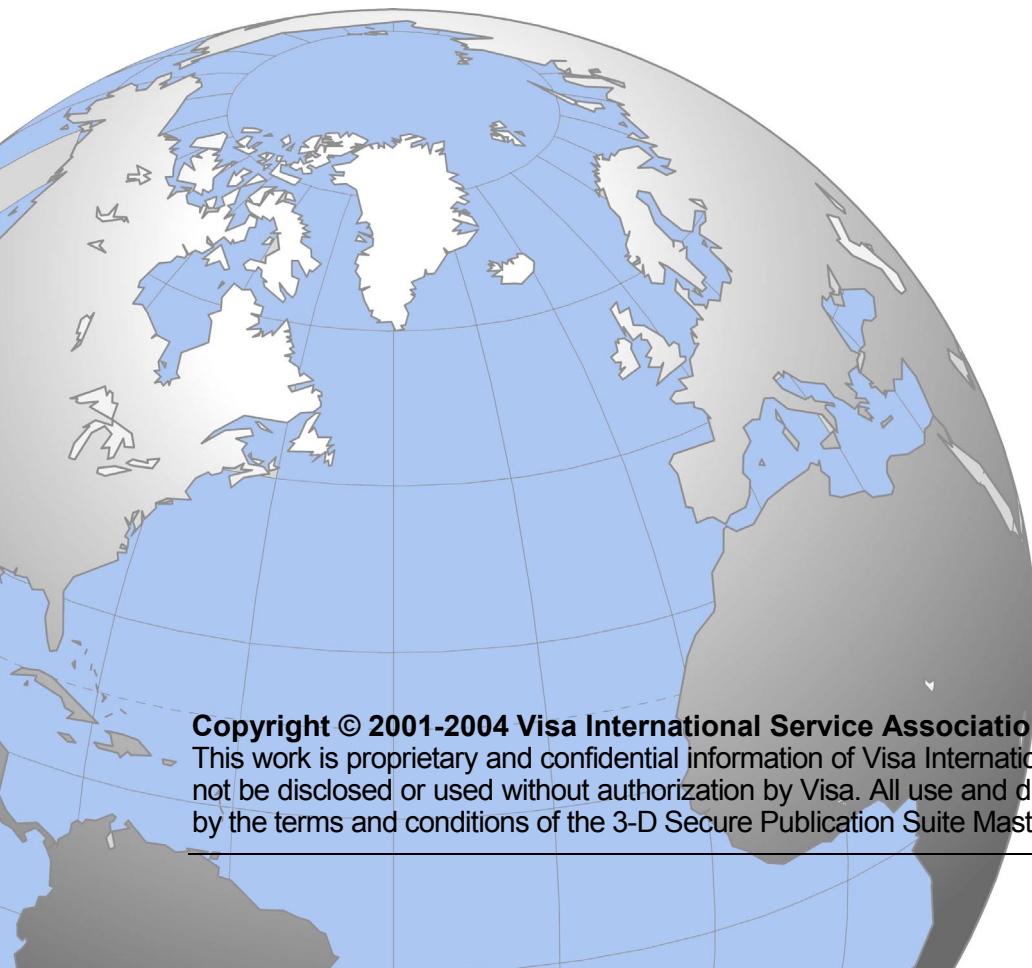 Copyright © 2001-2004 Visa International Service Associatio
This work is proprietary and confidential information of Visa Internatio
not be disclosed or used without authorization by Visa. All use and d
by the terms and conditions of the 3-D Secure Publication Suite Mast